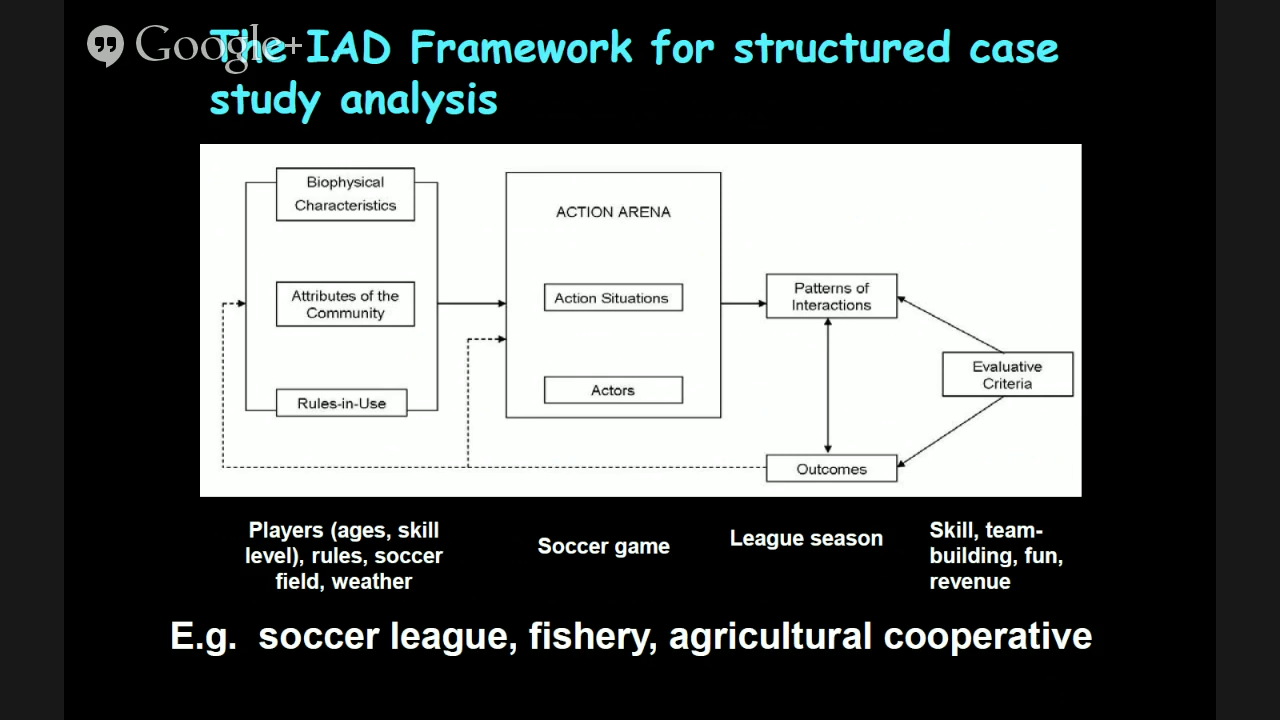 Google+
The IAD Framework for structured case
study analysis
Biophysical
Characteristics
Attributes of the
Community
Rules-in-Use
ACTION ARENA
Action Situations
Actors
Patterns of
Interactions
Outcomes
Evaluative
Criteria
Players (ages, skill
level), rules, soccer
field, weather
Soccer game
League season
Skill, team-
building, fun,
revenue
E.g. soccer league, fishery, agricultural cooperative